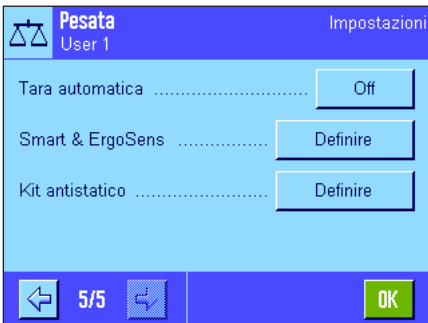 Pesata Impostazioni
User 1
Tara automatica ............................ Off
Smart & ErgoSens ................ Definire
Kit antistatico ........................ Definire
5/5 OK